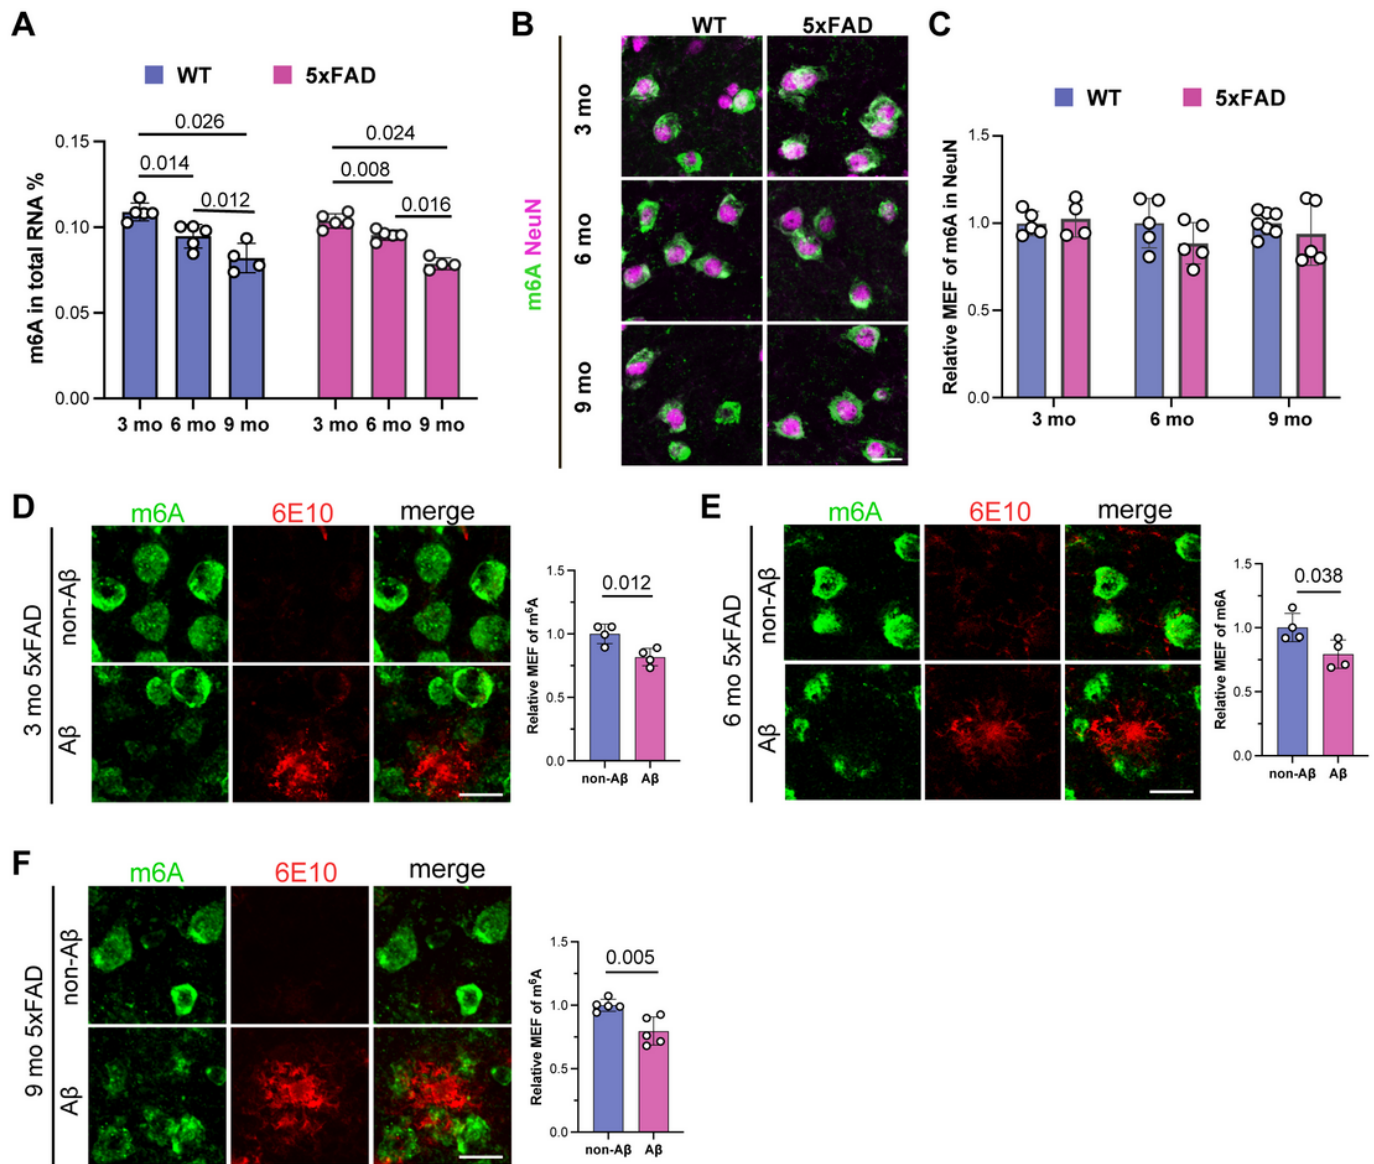 A
WT
5xFAD
m6A in total RNA %
0.15
0.10
0.05
0.00
0.026
0.014
0.012
0.024
0.008
0.016
3 mo
6 mo
9 mo
3 mo
6 mo
9 mo
B
WT
5xFAD
m6A NeuN
3 mo
6 mo
9 mo
C
WT
5xFAD
Relative MEF of m6A in NeuN
1.5
1.0
0.5
0.0
3 mo
6 mo
9 mo
D
m6A
6E10
merge
3 mo 5xFAD
non-Aβ
Aβ
Relative MEF of m⁶A
1.5
1.0
0.5
0.0
0.012
non-Aβ
Aβ
E
m6A
6E10
merge
6 mo 5xFAD
non-Aβ
Aβ
Relative MEF of m6A
1.5
1.0
0.5
0.0
0.038
non-Aβ
Aβ
F
m6A
6E10
merge
9 mo 5xFAD
non-Aβ
Aβ
Relative MEF of m⁶A
1.5
1.0
0.5
0.0
0.005
non-Aβ
Aβ